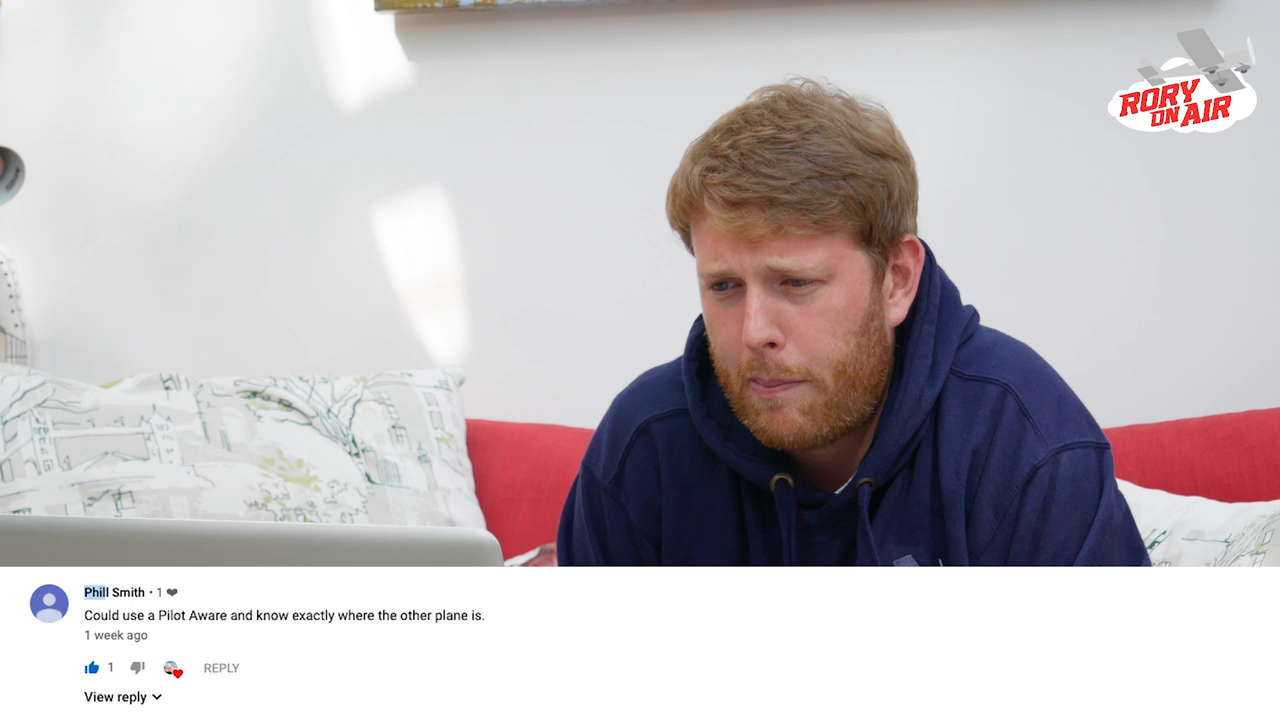 RORY
ON AIR
Phill Smith · 1 ❤
Could use a Pilot Aware and know exactly where the other plane is.
1 week ago
1 REPLY
View reply